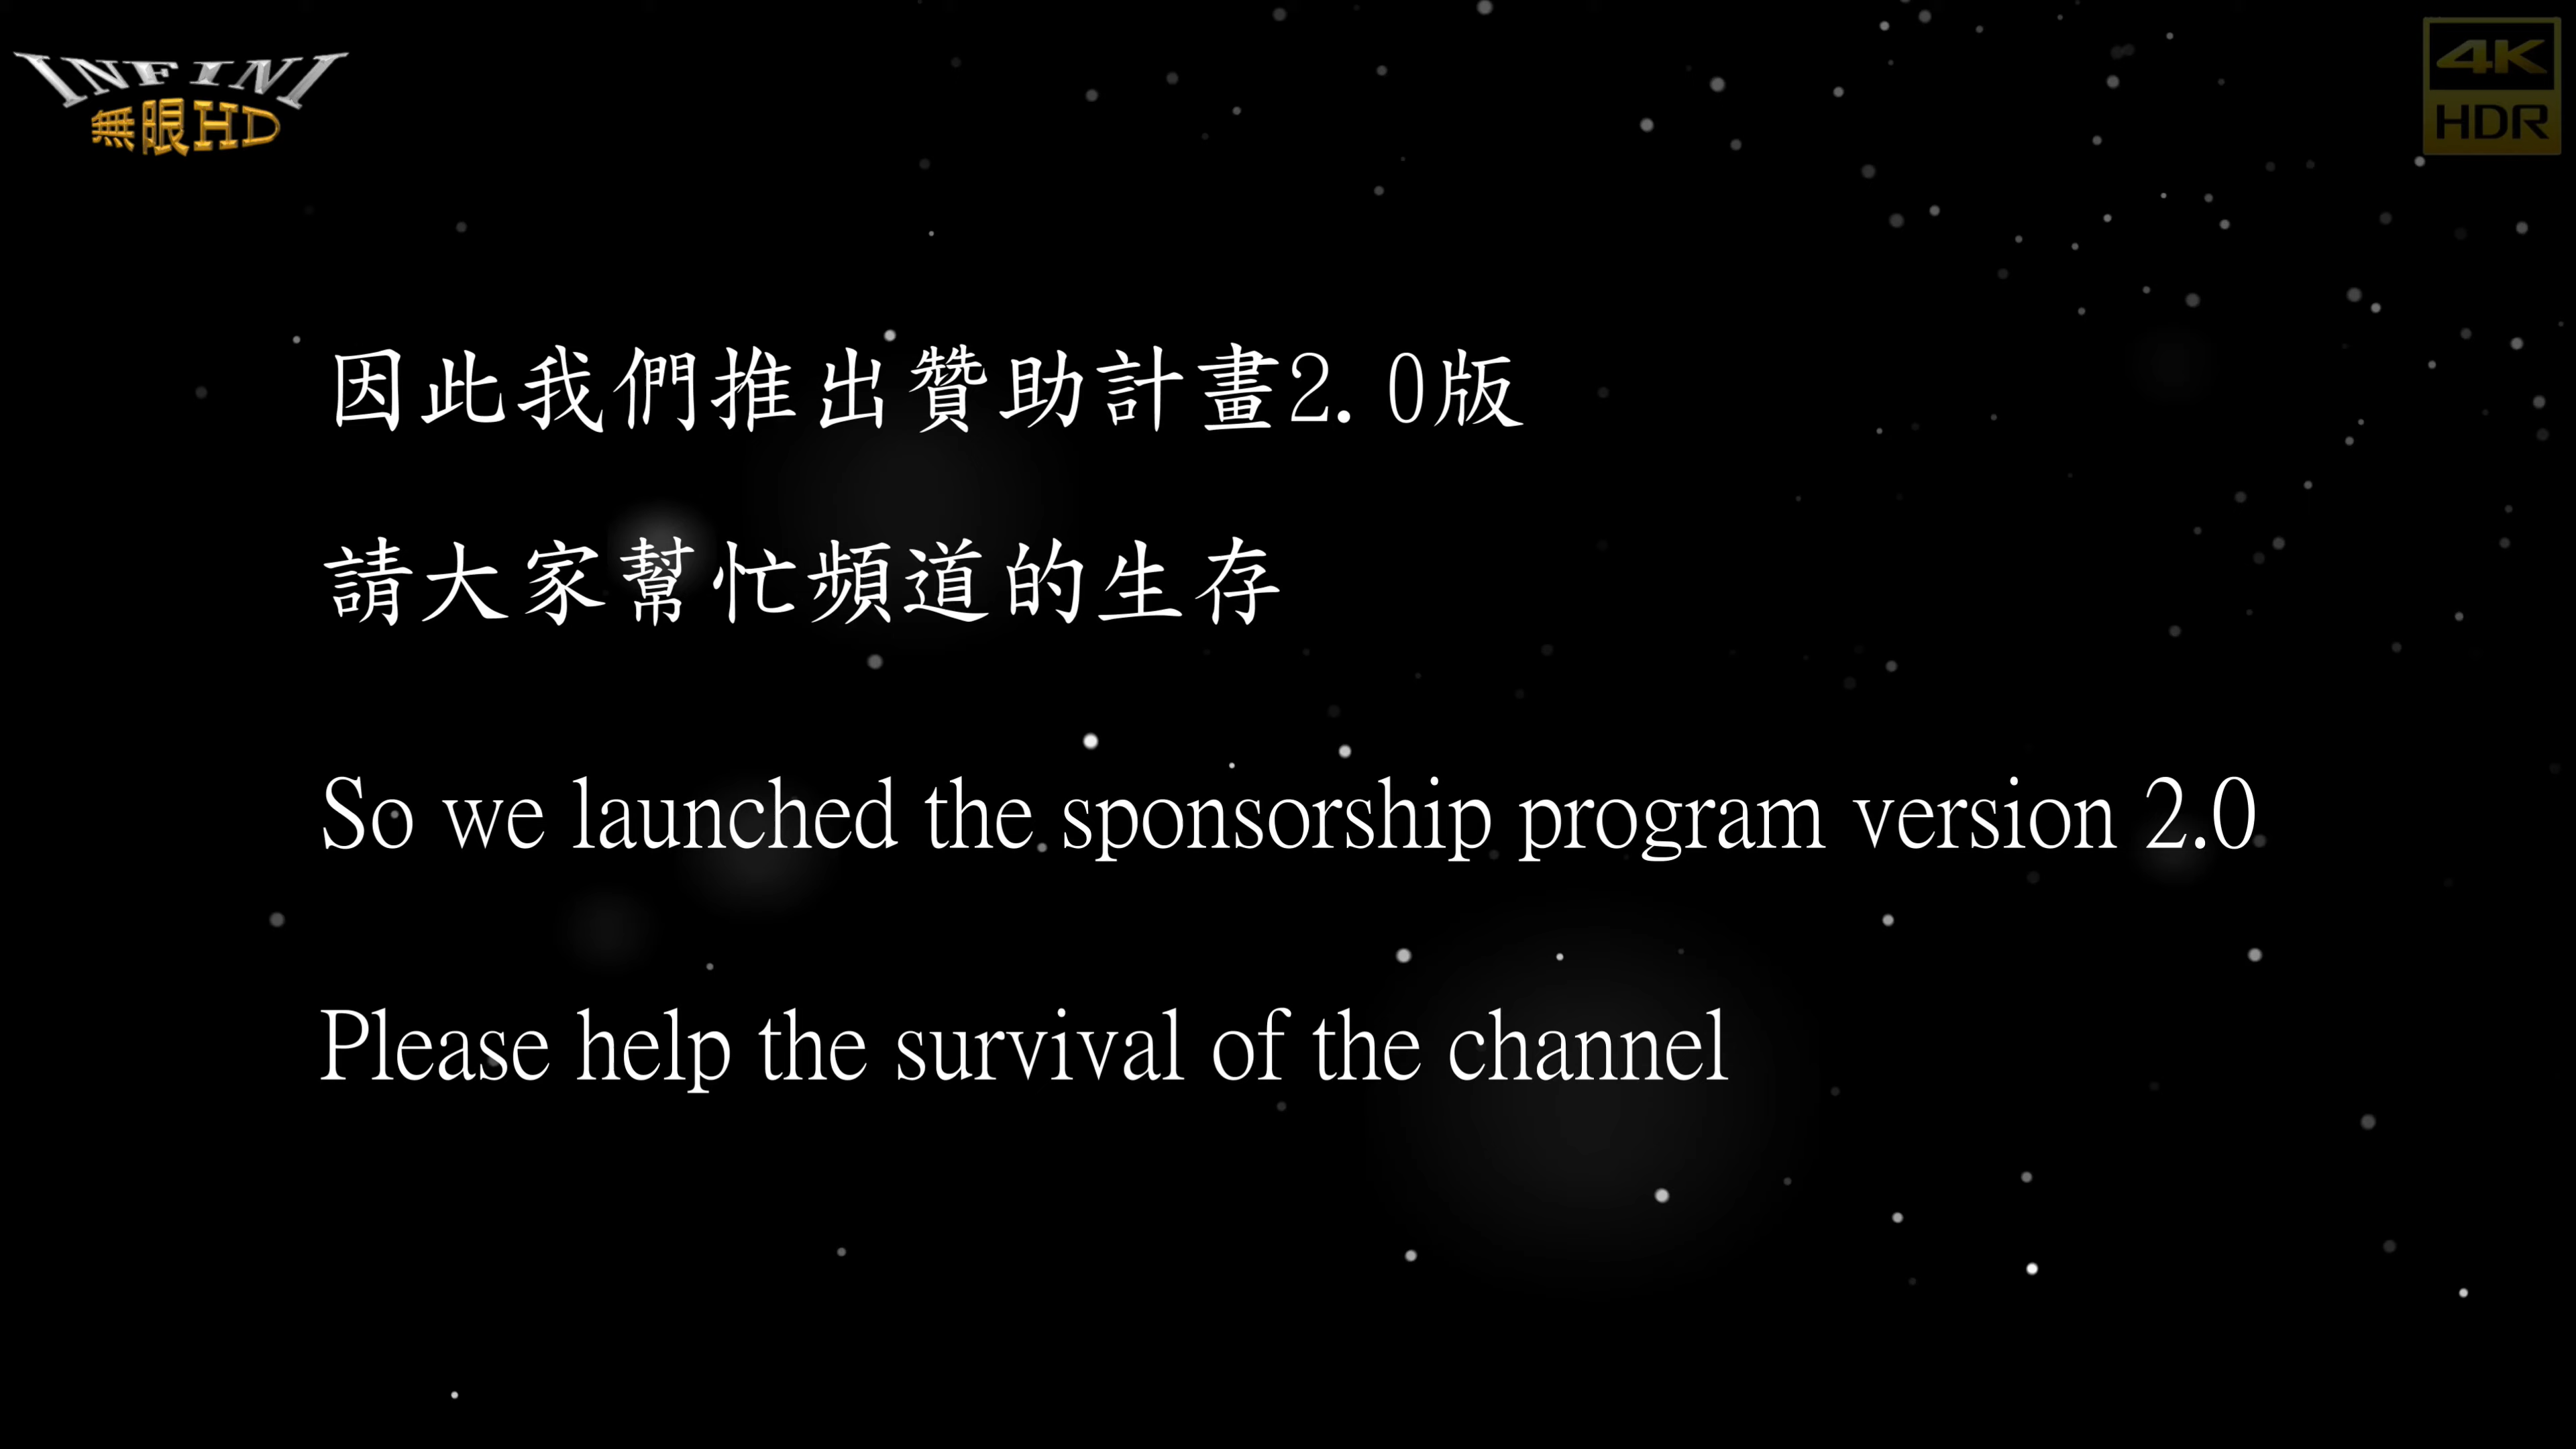 INFINI
無限HD
4K
HDR
因此我們推出贊助計畫2.0版
請大家幫忙頻道的生存
So we launched the sponsorship program version 2.0
Please help the survival of the channel